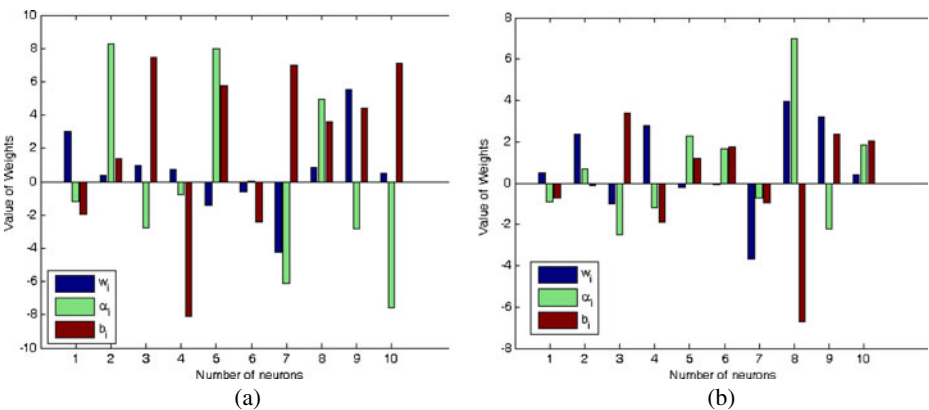 10
8
6
4
2
0
-2
-4
-6
-8
-10
Value of Weights
w_i
α_i
b_i
1 2 3 4 5 6 7 8 9 10
Number of neurons
(a)
8
6
4
2
0
-2
-4
-6
-8
Value of Weights
w_i
α_i
b_i
1 2 3 4 5 6 7 8 9 10
Number of neurons
(b)